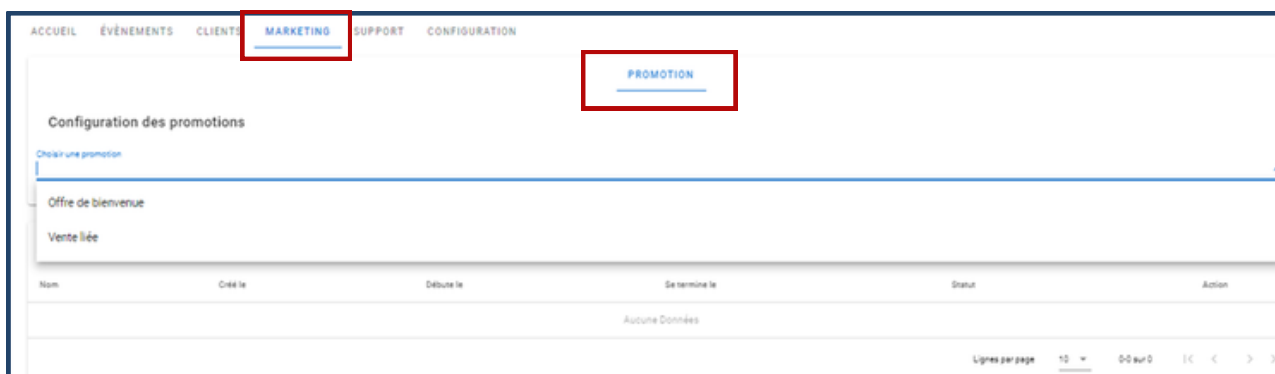 ACCUEIL ÉVÈNEMENTS CLIENTS MARKETING SUPPORT CONFIGURATION
PROMOTION
Configuration des promotions
Choisir une promotion
Offre de bienvenue
Vente liée
Nom Créé le Débute le Se termine le Statut Action
Aucune Données
Lignes par page 10 0-0 sur 0